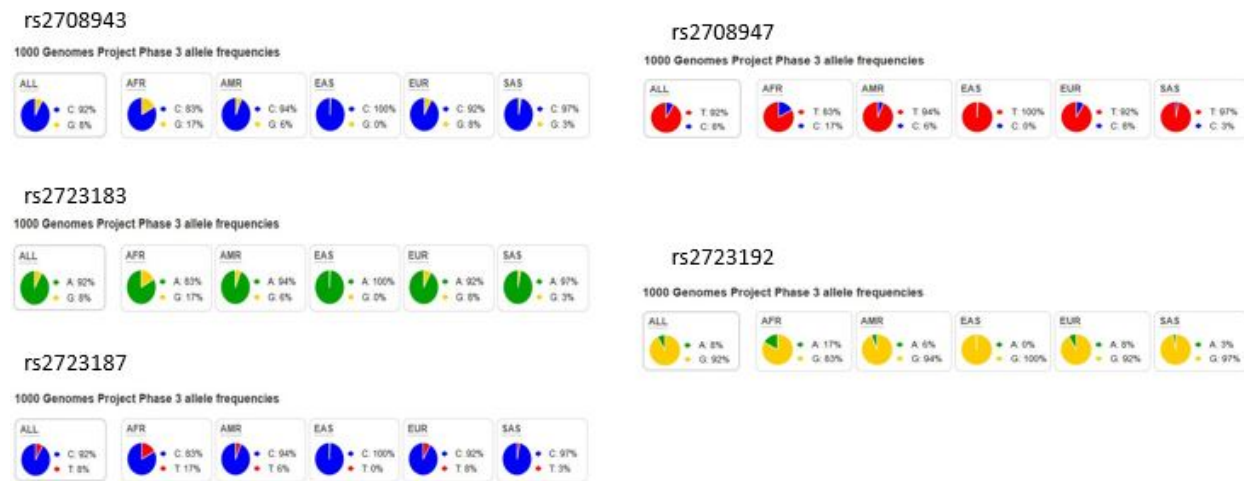 rs2708943
1000 Genomes Project Phase 3 allele frequencies
ALL AFR AMR EAS EUR SAS
C: 92% C: 83% C: 94% C: 100% C: 92% C: 97%
G: 8% G: 17% G: 6% G: 0% G: 8% G: 3%
rs2723183
1000 Genomes Project Phase 3 allele frequencies
ALL AFR AMR EAS EUR SAS
A: 92% A: 83% A: 94% A: 100% A: 92% A: 97%
G: 8% G: 17% G: 6% G: 0% G: 8% G: 3%
rs2723187
1000 Genomes Project Phase 3 allele frequencies
ALL AFR AMR EAS EUR SAS
C: 92% C: 83% C: 94% C: 100% C: 92% C: 97%
T: 8% T: 17% T: 6% T: 0% T: 8% T: 3%
rs2708947
1000 Genomes Project Phase 3 allele frequencies
ALL AFR AMR EAS EUR SAS
T: 92% T: 83% T: 94% T: 100% T: 92% T: 97%
C: 8% C: 17% C: 6% C: 0% C: 8% C: 3%
rs2723192
1000 Genomes Project Phase 3 allele frequencies
ALL AFR AMR EAS EUR SAS
A: 8% A: 17% A: 6% A: 0% A: 8% A: 3%
G: 92% G: 83% G: 94% G: 100% G: 92% G: 97%